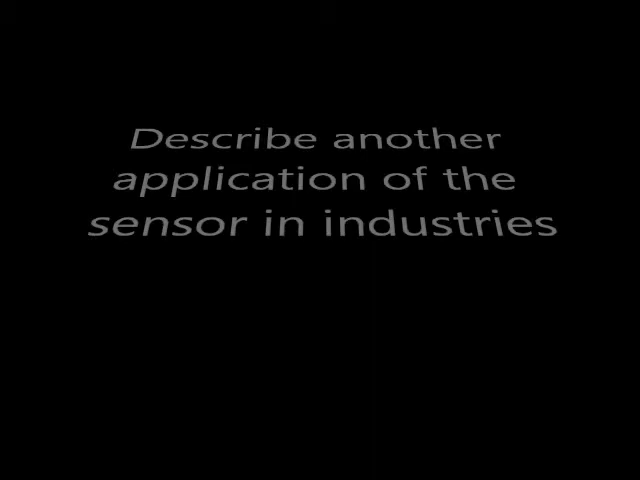 Describe another
application of the
sensor in industries